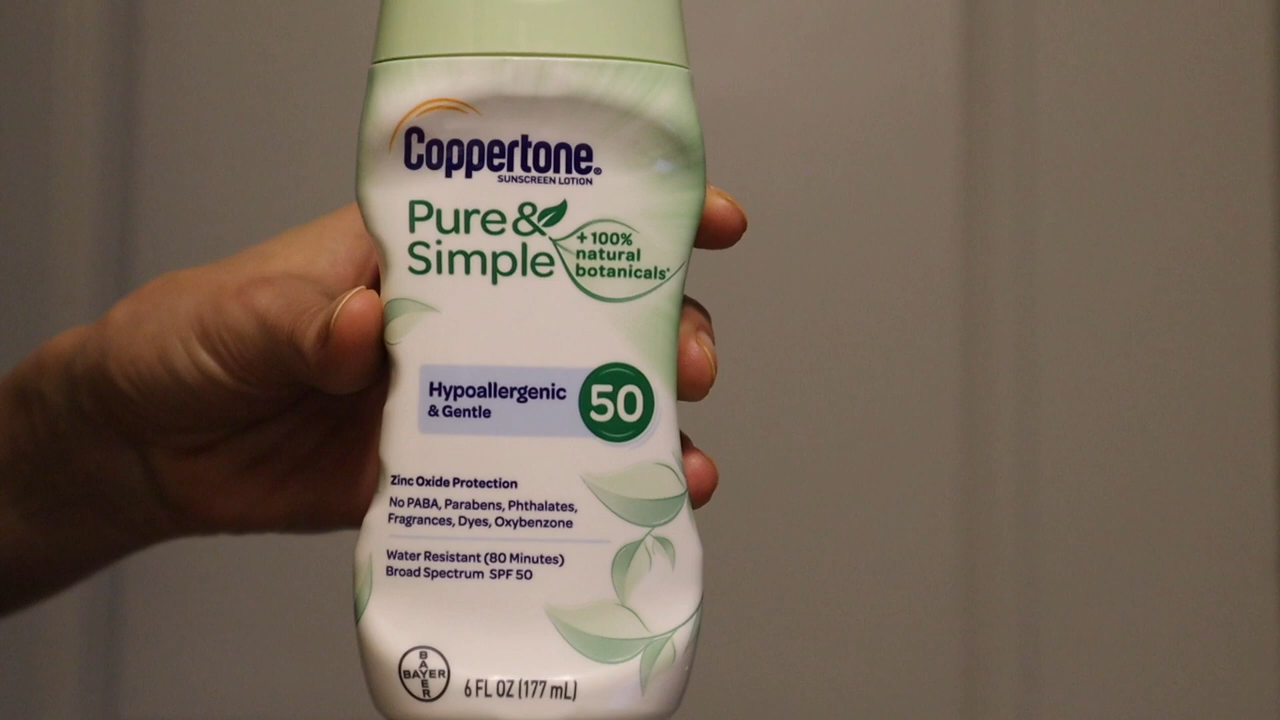 Coppertone®
SUNSCREEN LOTION
Pure &
Simple
+100%
natural
botanicals*
Hypoallergenic
& Gentle
50
Zinc Oxide Protection
No PABA, Parabens, Phthalates,
Fragrances, Dyes, Oxybenzone
Water Resistant (80 Minutes)
Broad Spectrum SPF 50
BAYER
BAYER
6 FL OZ (177 mL)